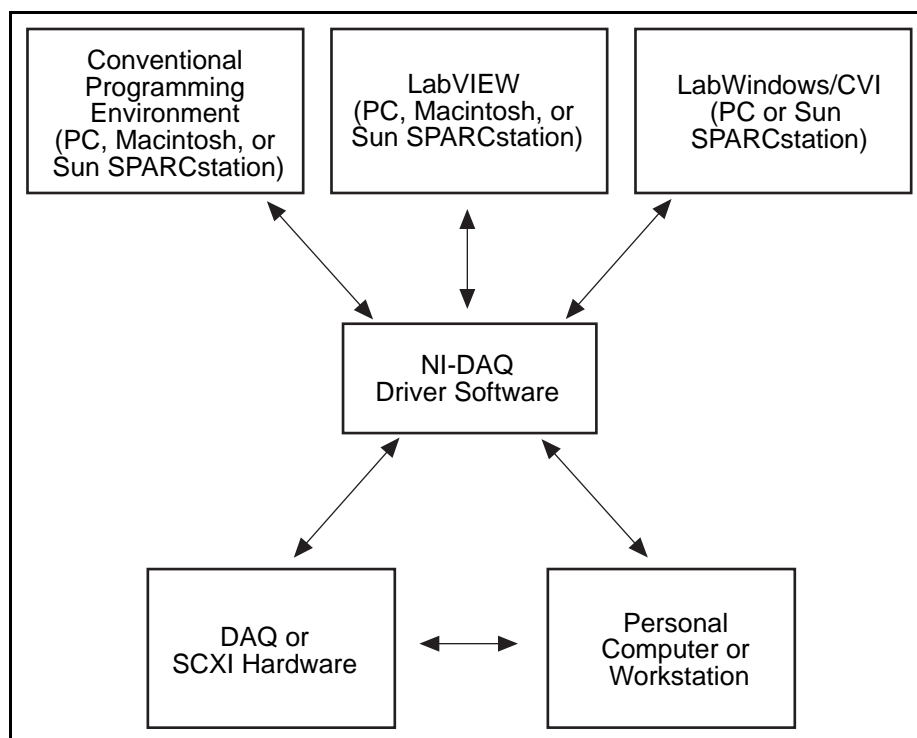 Conventional
Programming
Environment
(PC, Macintosh, or
Sun SPARCstation)
LabVIEW
(PC, Macintosh, or
Sun SPARCstation)
LabWindows/CVI
(PC or Sun
SPARCstation)
NI-DAQ
Driver Software
DAQ or
SCXI Hardware
Personal
Computer or
Workstation